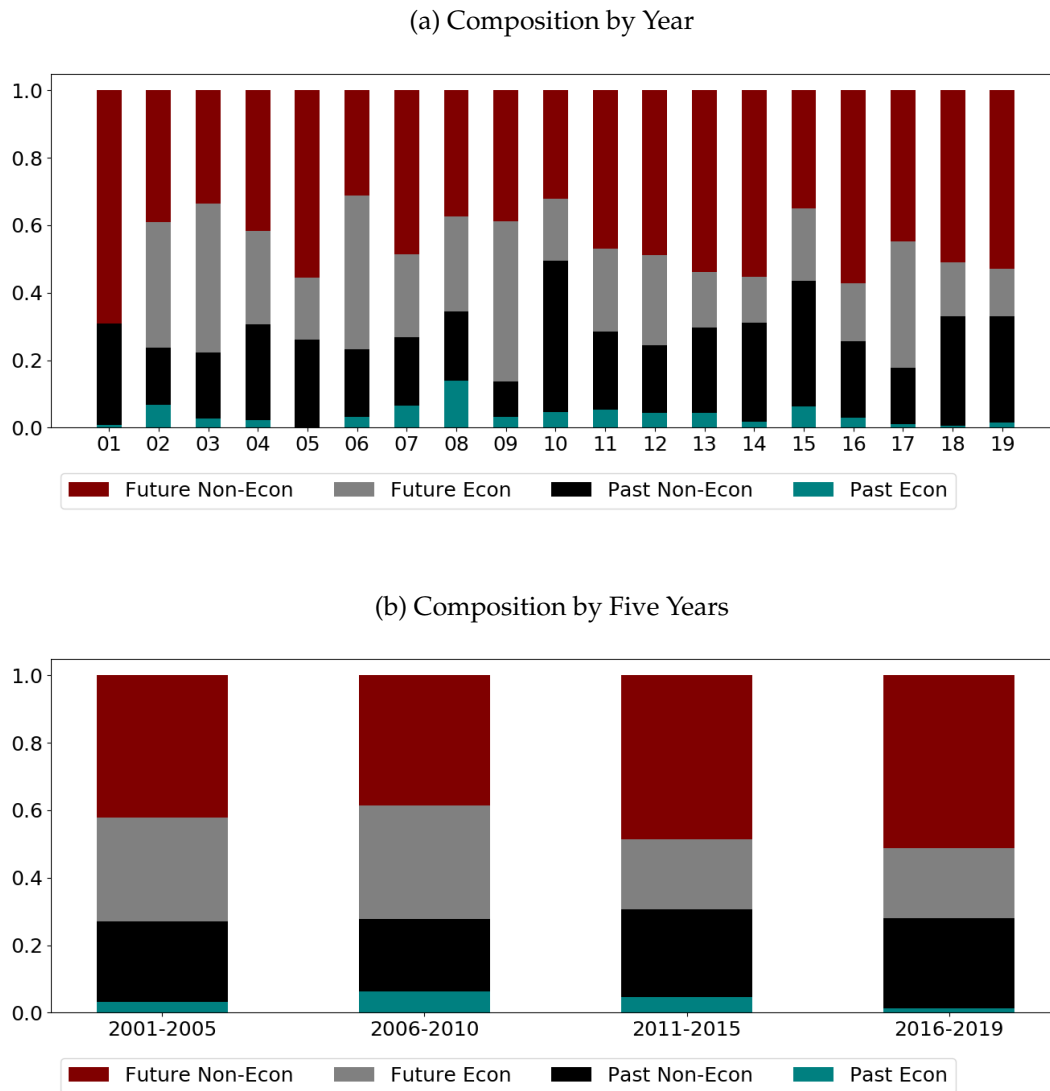 (a) Composition by Year
1.0
0.8
0.6
0.4
0.2
0.0
01 02 03 04 05 06 07 08 09 10 11 12 13 14 15 16 17 18 19
Future Non-Econ Future Econ Past Non-Econ Past Econ
(b) Composition by Five Years
1.0
0.8
0.6
0.4
0.2
0.0
2001-2005 2006-2010 2011-2015 2016-2019
Future Non-Econ Future Econ Past Non-Econ Past Econ